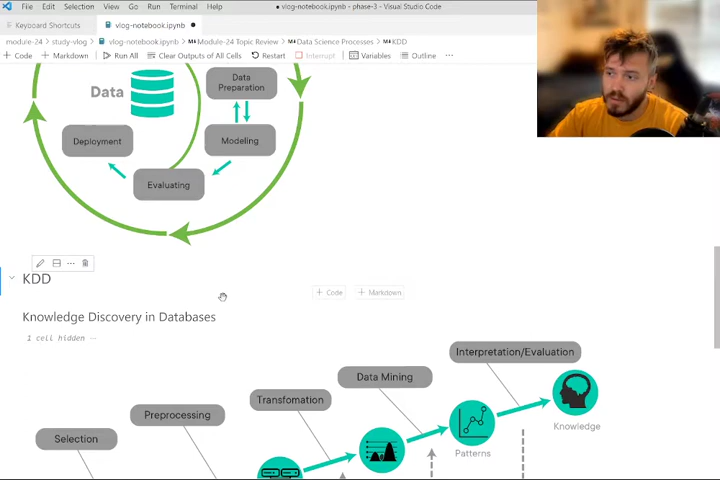 File Edit Selection View Go Run Terminal Help
vlog-notebook.ipynb - phase-3 - Visual Studio Code
Keyboard Shortcuts
vlog-notebook.ipynb
module-24 > study-vlog > vlog-notebook.ipynb > Module-24 Topic Review > Data Science Processes > KDD
+ Code + Markdown Run All Clear Outputs of All Cells Restart Interrupt Variables Outline ...
Data
Data
Preparation
Deployment
Modeling
Evaluating
KDD
+ Code + Markdown
Knowledge Discovery in Databases
1 cell hidden ...
Interpretation/Evaluation
Data Mining
Transfomation
Preprocessing
Selection
Knowledge
Patterns